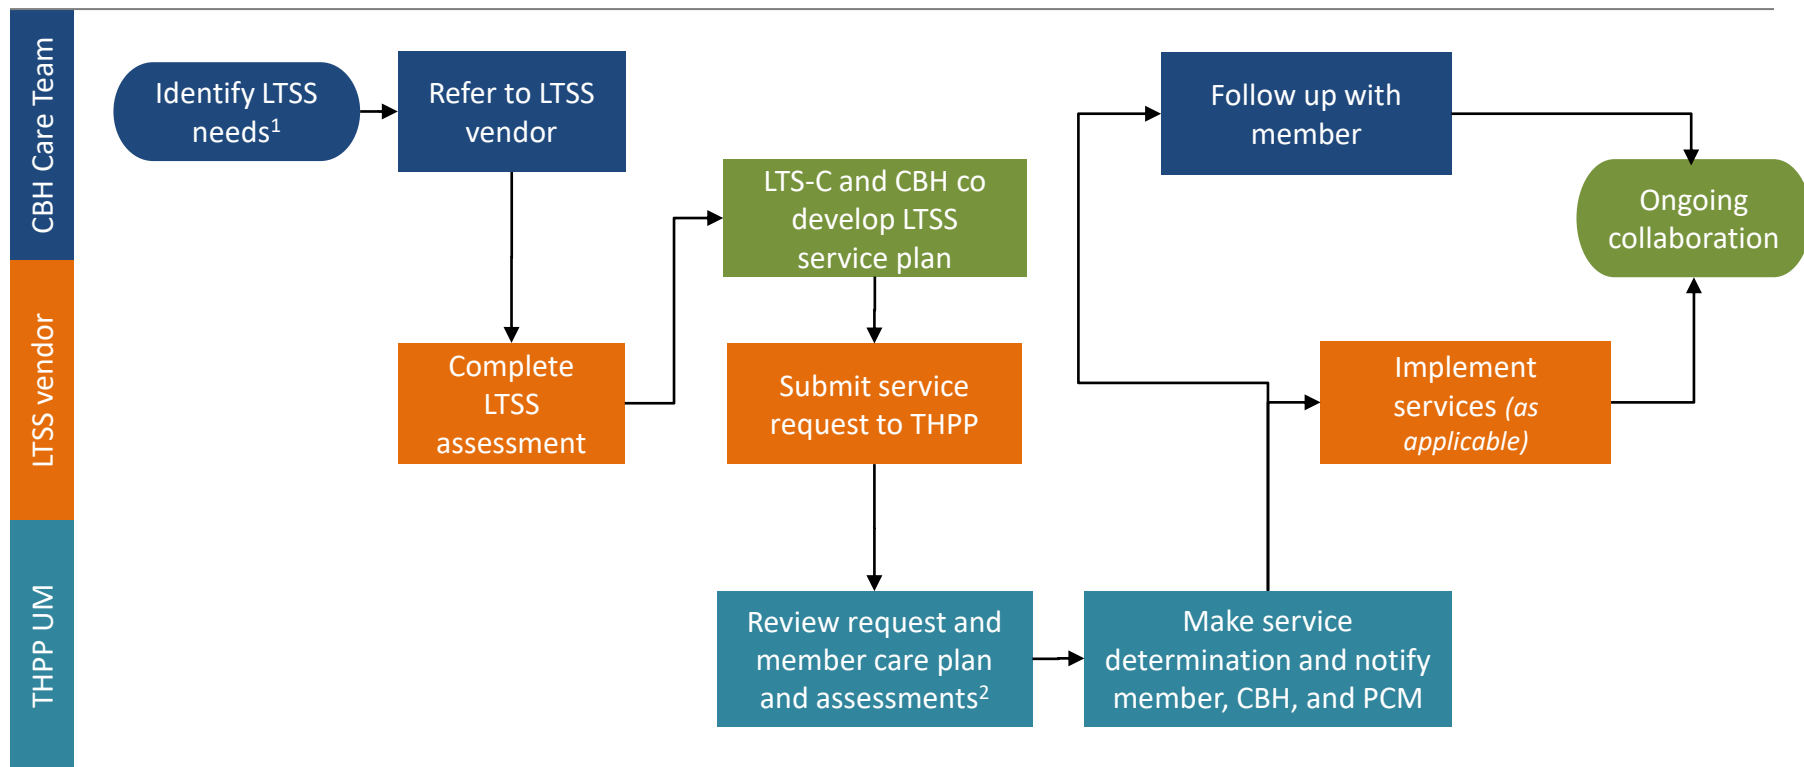 CBH Care Team
LTSS vendor
THPP UM
Identify LTSS
needs1
Refer to LTSS
vendor
LTS-C and CBH co
develop LTSS
service plan
Complete
LTSS
assessment
Submit service
request to THPP
Review request and
member care plan
and assessments2
Make service
determination and notify
member, CBH, and PCM
Follow up with
member
Implement
services (as
applicable)
Ongoing
collaboration